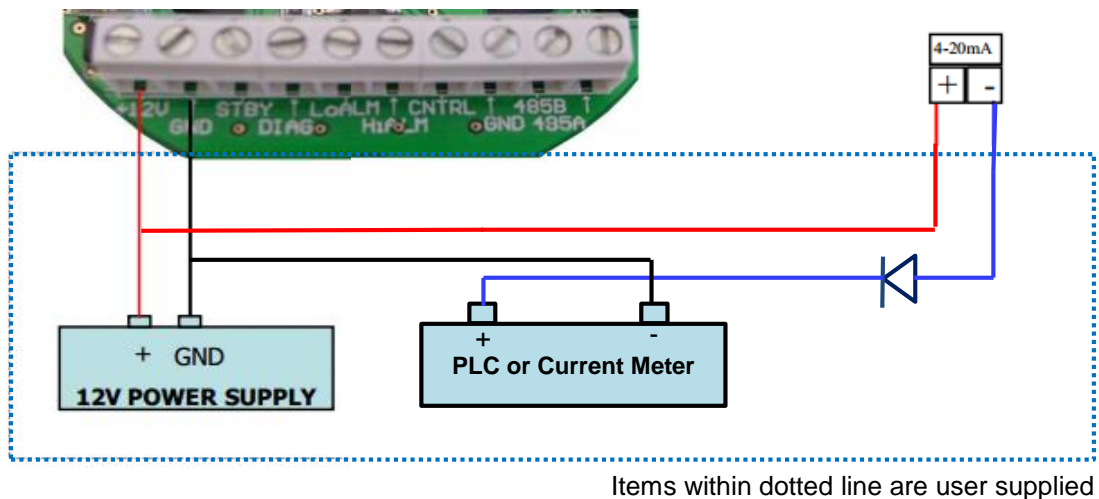 4-20mA
+ -
+12V STBY ↑ LoALM ↑ CNTRL ↑ 485B ↑
GND DIAG HiALM GND 485A
+ GND
12V POWER SUPPLY
+ -
PLC or Current Meter
Items within dotted line are user supplied